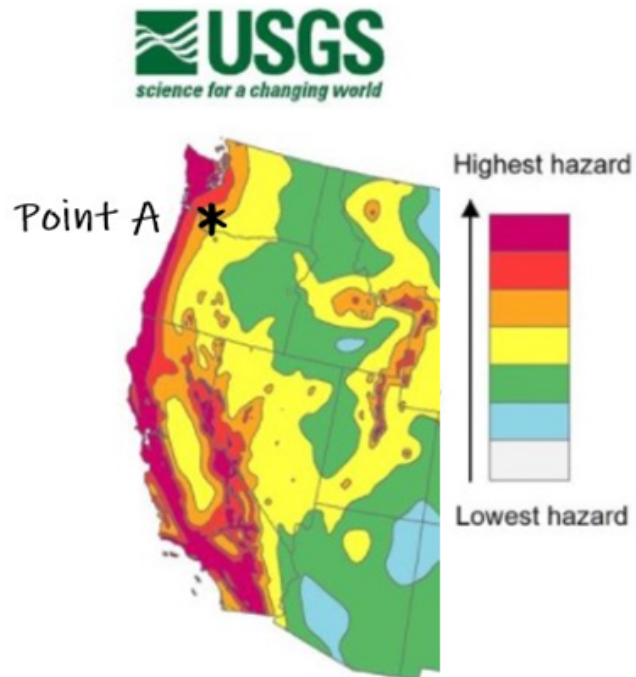 USGS
science for a changing world
Highest hazard
Point A *
Lowest hazard